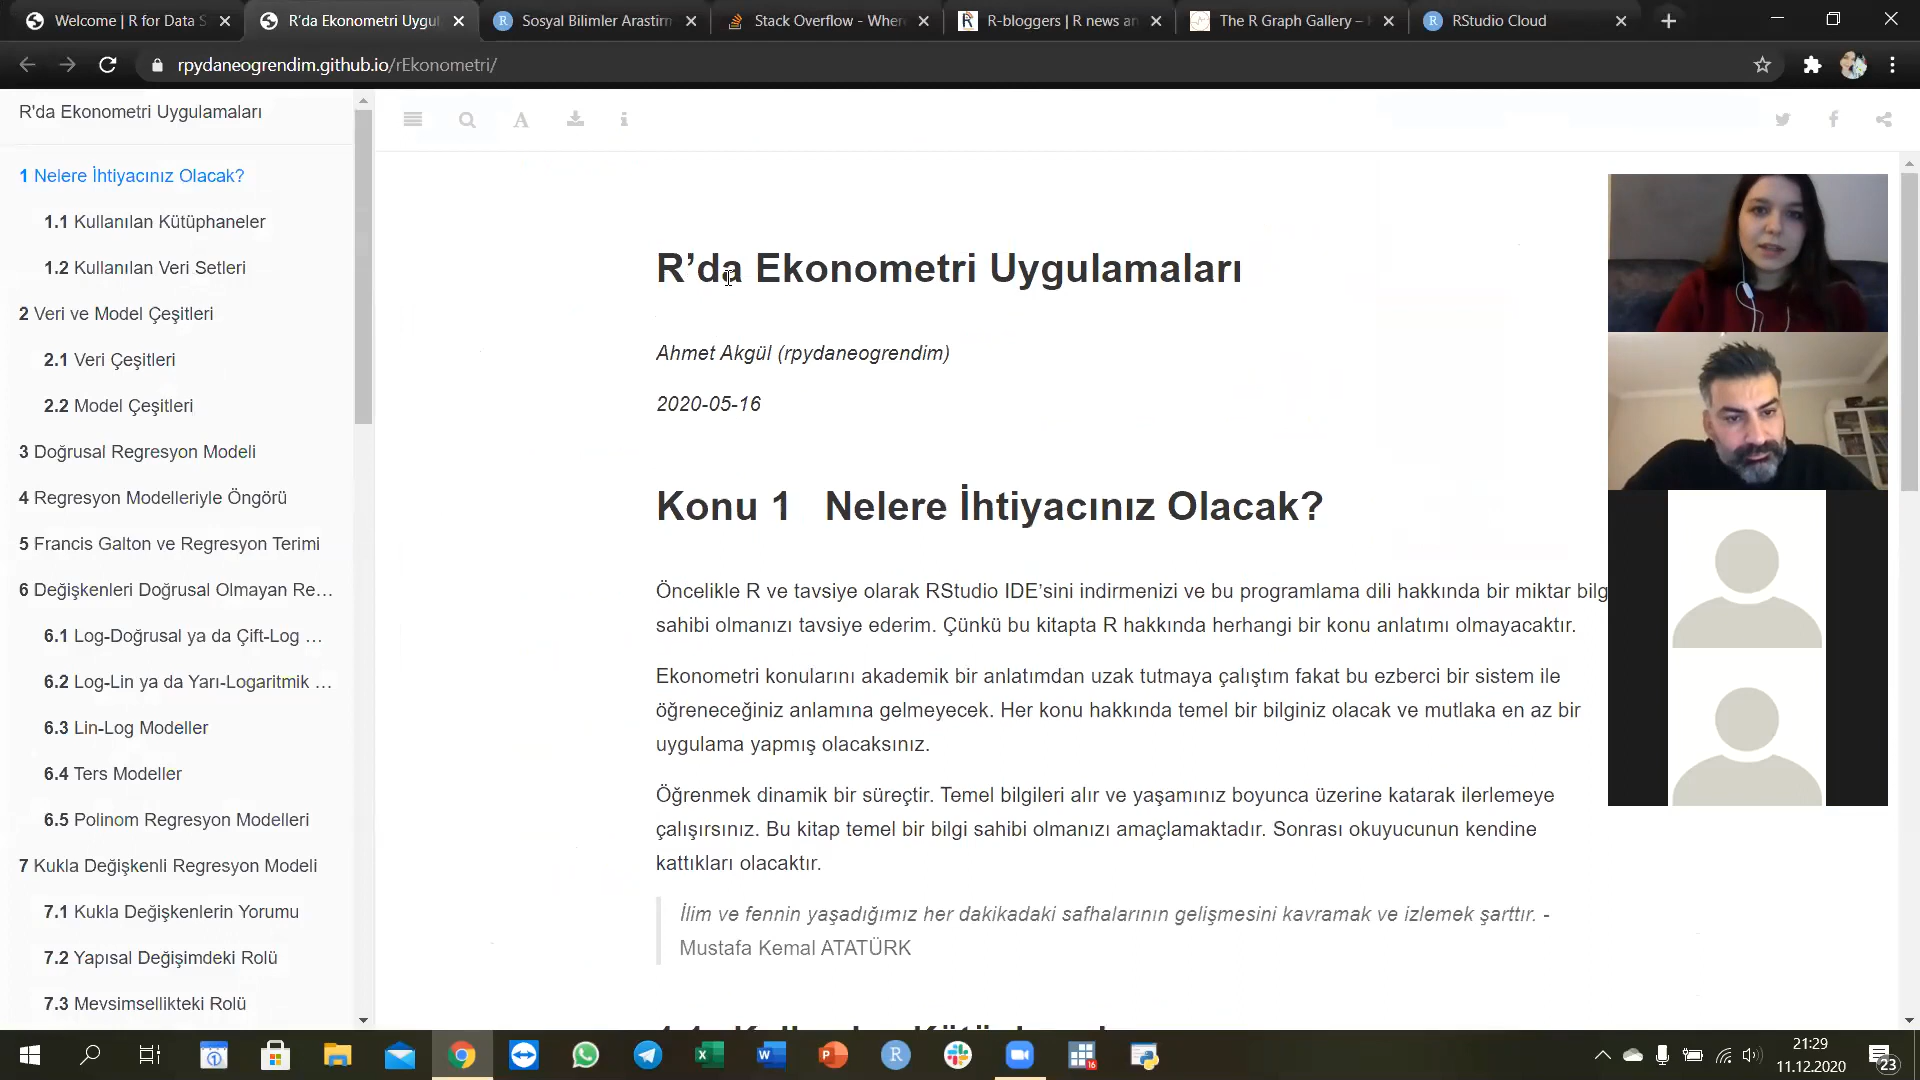 Welcome | R for Data S
R'da Ekonometri Uygul
Sosyal Bilimler Arastirm
Stack Overflow - Wher
R-bloggers | R news an
The R Graph Gallery –
RStudio Cloud
rpydaneogrendim.github.io/rEkonometri/
R'da Ekonometri Uygulamaları
1 Nelere İhtiyacınız Olacak?
1.1 Kullanılan Kütüphaneler
1.2 Kullanılan Veri Setleri
2 Veri ve Model Çeşitleri
2.1 Veri Çeşitleri
2.2 Model Çeşitleri
3 Doğrusal Regresyon Modeli
4 Regresyon Modelleriyle Öngörü
5 Francis Galton ve Regresyon Terimi
6 Değişkenleri Doğrusal Olmayan Re...
6.1 Log-Doğrusal ya da Çift-Log ...
6.2 Log-Lin ya da Yarı-Logaritmik ...
6.3 Lin-Log Modeller
6.4 Ters Modeller
6.5 Polinom Regresyon Modelleri
7 Kukla Değişkenli Regresyon Modeli
7.1 Kukla Değişkenlerin Yorumu
7.2 Yapısal Değişimdeki Rolü
7.3 Mevsimsellikteki Rolü
R’da Ekonometri Uygulamaları
Ahmet Akgül (rpydaneogrendim)
2020-05-16
Konu 1 Nelere İhtiyacınız Olacak?
Öncelikle R ve tavsiye olarak RStudio IDE’sini indirmenizi ve bu programlama dili hakkında bir miktar bilg
sahibi olmanızı tavsiye ederim. Çünkü bu kitapta R hakkında herhangi bir konu anlatımı olmayacaktır.
Ekonometri konularını akademik bir anlatımdan uzak tutmaya çalıştım fakat bu ezberci bir sistem ile
öğreneceğiniz anlamına gelmeyecek. Her konu hakkında temel bir bilginiz olacak ve mutlaka en az bir
uygulama yapmış olacaksınız.
Öğrenmek dinamik bir süreçtir. Temel bilgileri alır ve yaşamınız boyunca üzerine katarak ilerlemeye
çalışırsınız. Bu kitap temel bir bilgi sahibi olmanızı amaçlamaktadır. Sonrası okuyucunun kendine
kattıkları olacaktır.
İlim ve fennin yaşadığımız her dakikadaki safhalarının gelişmesini kavramak ve izlemek şarttır. -
Mustafa Kemal ATATÜRK
21:29
11.12.2020
23